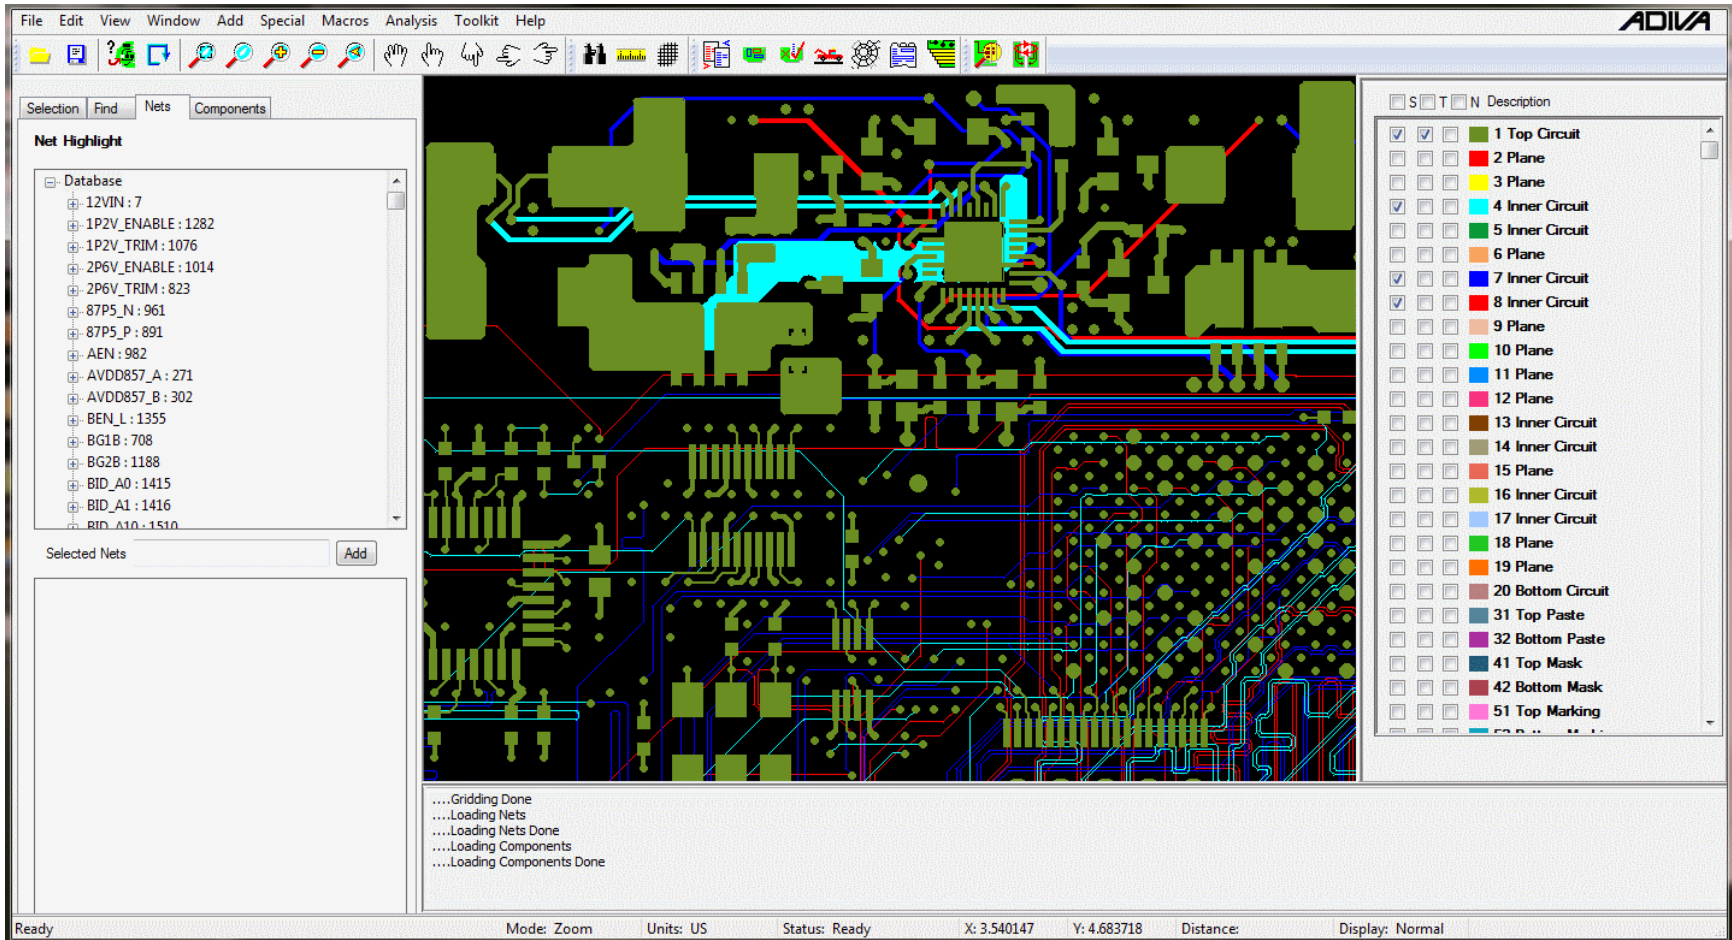 File Edit View Window Add Special Macros Analysis Toolkit Help
ADIVA
Selection Find Nets Components
Net Highlight
Database
12VIN : 7
1P2V_ENABLE : 1282
1P2V_TRIM : 1076
2P6V_ENABLE : 1014
2P6V_TRIM : 823
87P5_N : 961
87P5_P : 891
AEN : 982
AVDD857_A : 271
AVDD857_B : 302
BEN_L : 1355
BG1B : 708
BG2B : 1188
BID_A0 : 1415
BID_A1 : 1416
BID_A10 : 1510
Selected Nets
Add
S T N Description
1 Top Circuit
2 Plane
3 Plane
4 Inner Circuit
5 Inner Circuit
6 Plane
7 Inner Circuit
8 Inner Circuit
9 Plane
10 Plane
11 Plane
12 Plane
13 Inner Circuit
14 Inner Circuit
15 Plane
16 Inner Circuit
17 Inner Circuit
18 Plane
19 Plane
20 Bottom Circuit
31 Top Paste
32 Bottom Paste
41 Top Mask
42 Bottom Mask
51 Top Marking
....Gridding Done
....Loading Nets
....Loading Nets Done
....Loading Components
....Loading Components Done
Ready Mode: Zoom Units: US Status: Ready X: 3.540147 Y: 4.683718 Distance: Display: Normal